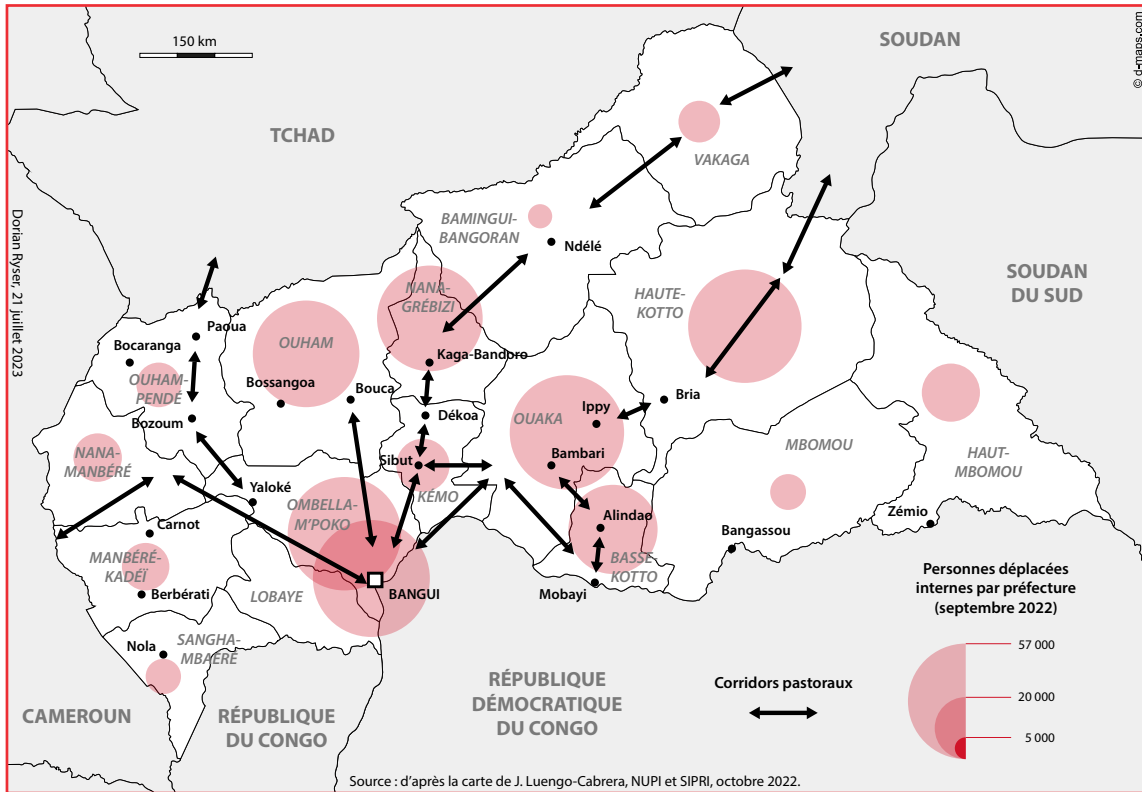 150 km
SOUDAN
© d-maps.com
TCHAD
VAKAGA
BAMINGUI-
BANGORAN
Ndélé
Dorian Ryser, 21 juillet 2023
SOUDAN
DU SUD
NANA-
GRÉBIZI
HAUTE-
KOTTO
Paoua
Bocaranga
OUHAM
Kaga-Bandoro
OUHAM-
PENDÉ
Bossangoa
Bouca
Bozoum
Dékoa
OUAKA
Ippy
Bria
NANA-
MANBÉRÉ
Sibut
Bambari
MBOMOU
HAUT-
MBOMOU
KÉMO
Yaloké
OMBELLA-
M'POKO
Carnot
Alindao
Zémio
Bangassou
MANBÉRÉ-
KADÉÏ
BASSE-
KOTTO
Berbérati
LOBAYE
BANGUI
Mobayi
Nola
SANGHA-
MBAÉRÉ
Personnes déplacées
internes par préfecture
(septembre 2022)
57 000
20 000
5 000
Corridors pastoraux
CAMEROUN
RÉPUBLIQUE
DU CONGO
RÉPUBLIQUE
DÉMOCRATIQUE
DU CONGO
Source : d'après la carte de J. Luengo-Cabrera, NUPI et SIPRI, octobre 2022.